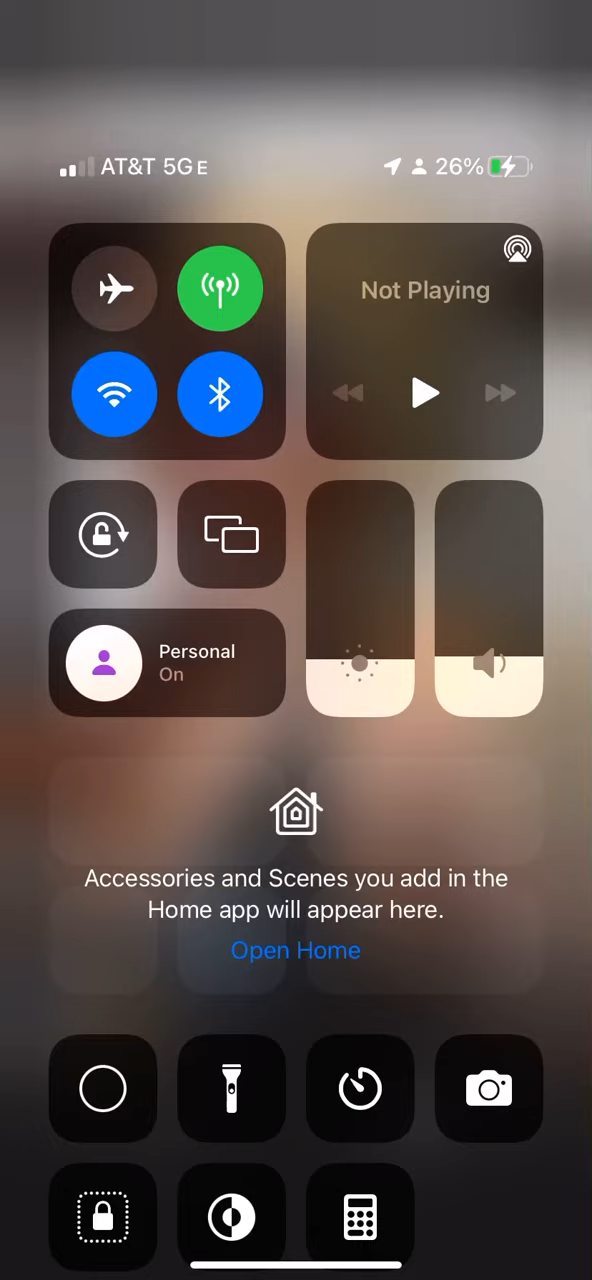 AT&T 5GE 26%
Not Playing
Personal
On
Accessories and Scenes you add in the
Home app will appear here.
Open Home